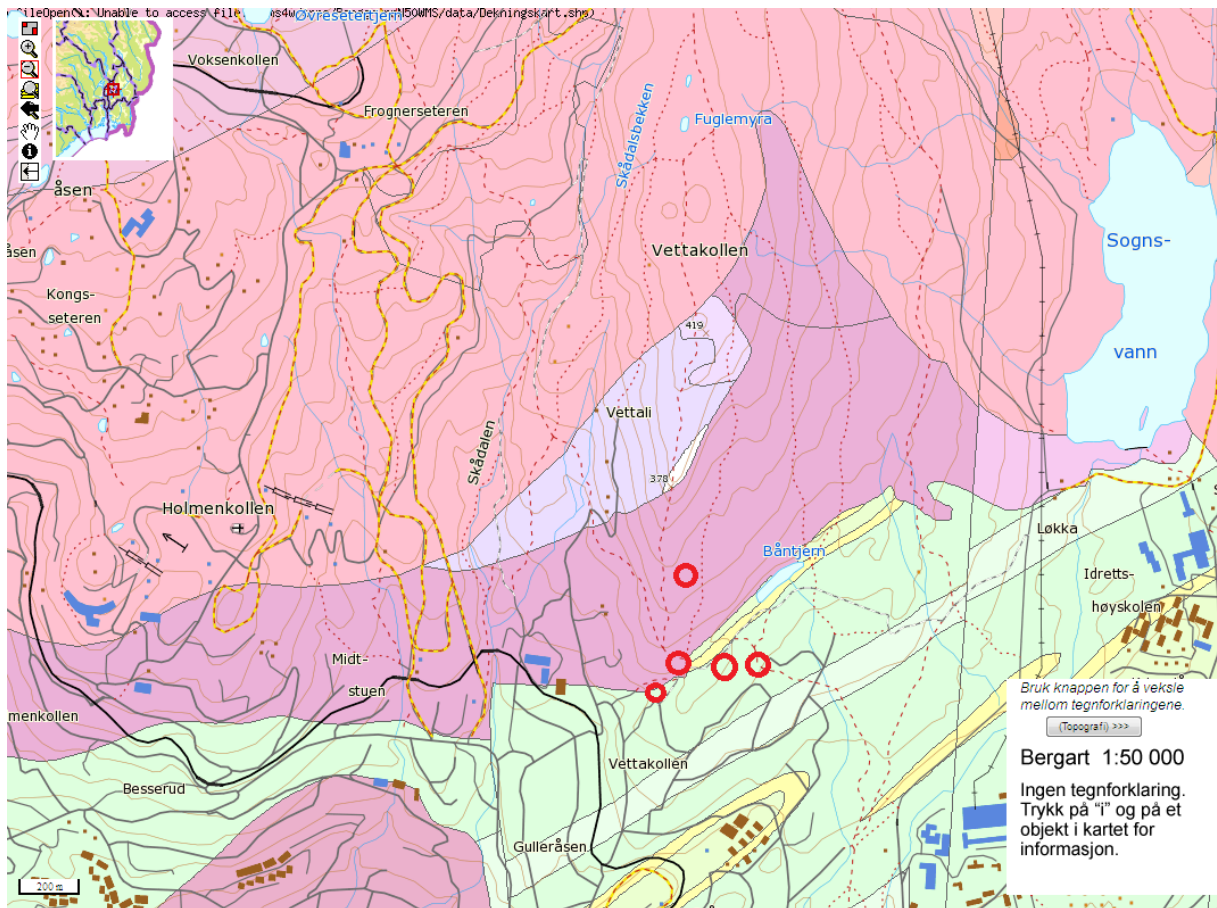 Øvresetertjern
Voksenkollen
Frognerseteren
Skådalsbekken
Fuglemyra
åsen
åsen
Kongs-
seteren
Vettakollen
Sogns-
vann
419
Vettali
Skådalen
378
Holmenkollen
Løkka
Båntjern
Idretts-
høyskolen
Midt-
stuen
menkollen
Vettakollen
Besserud
Gulleråsen
200 m
Bruk knappen for å veksle
mellom tegnforklaringene.
(Topografi) >>>
Bergart 1:50 000
Ingen tegnforklaring.
Trykk på “i” og på et
objekt i kartet for
informasjon.